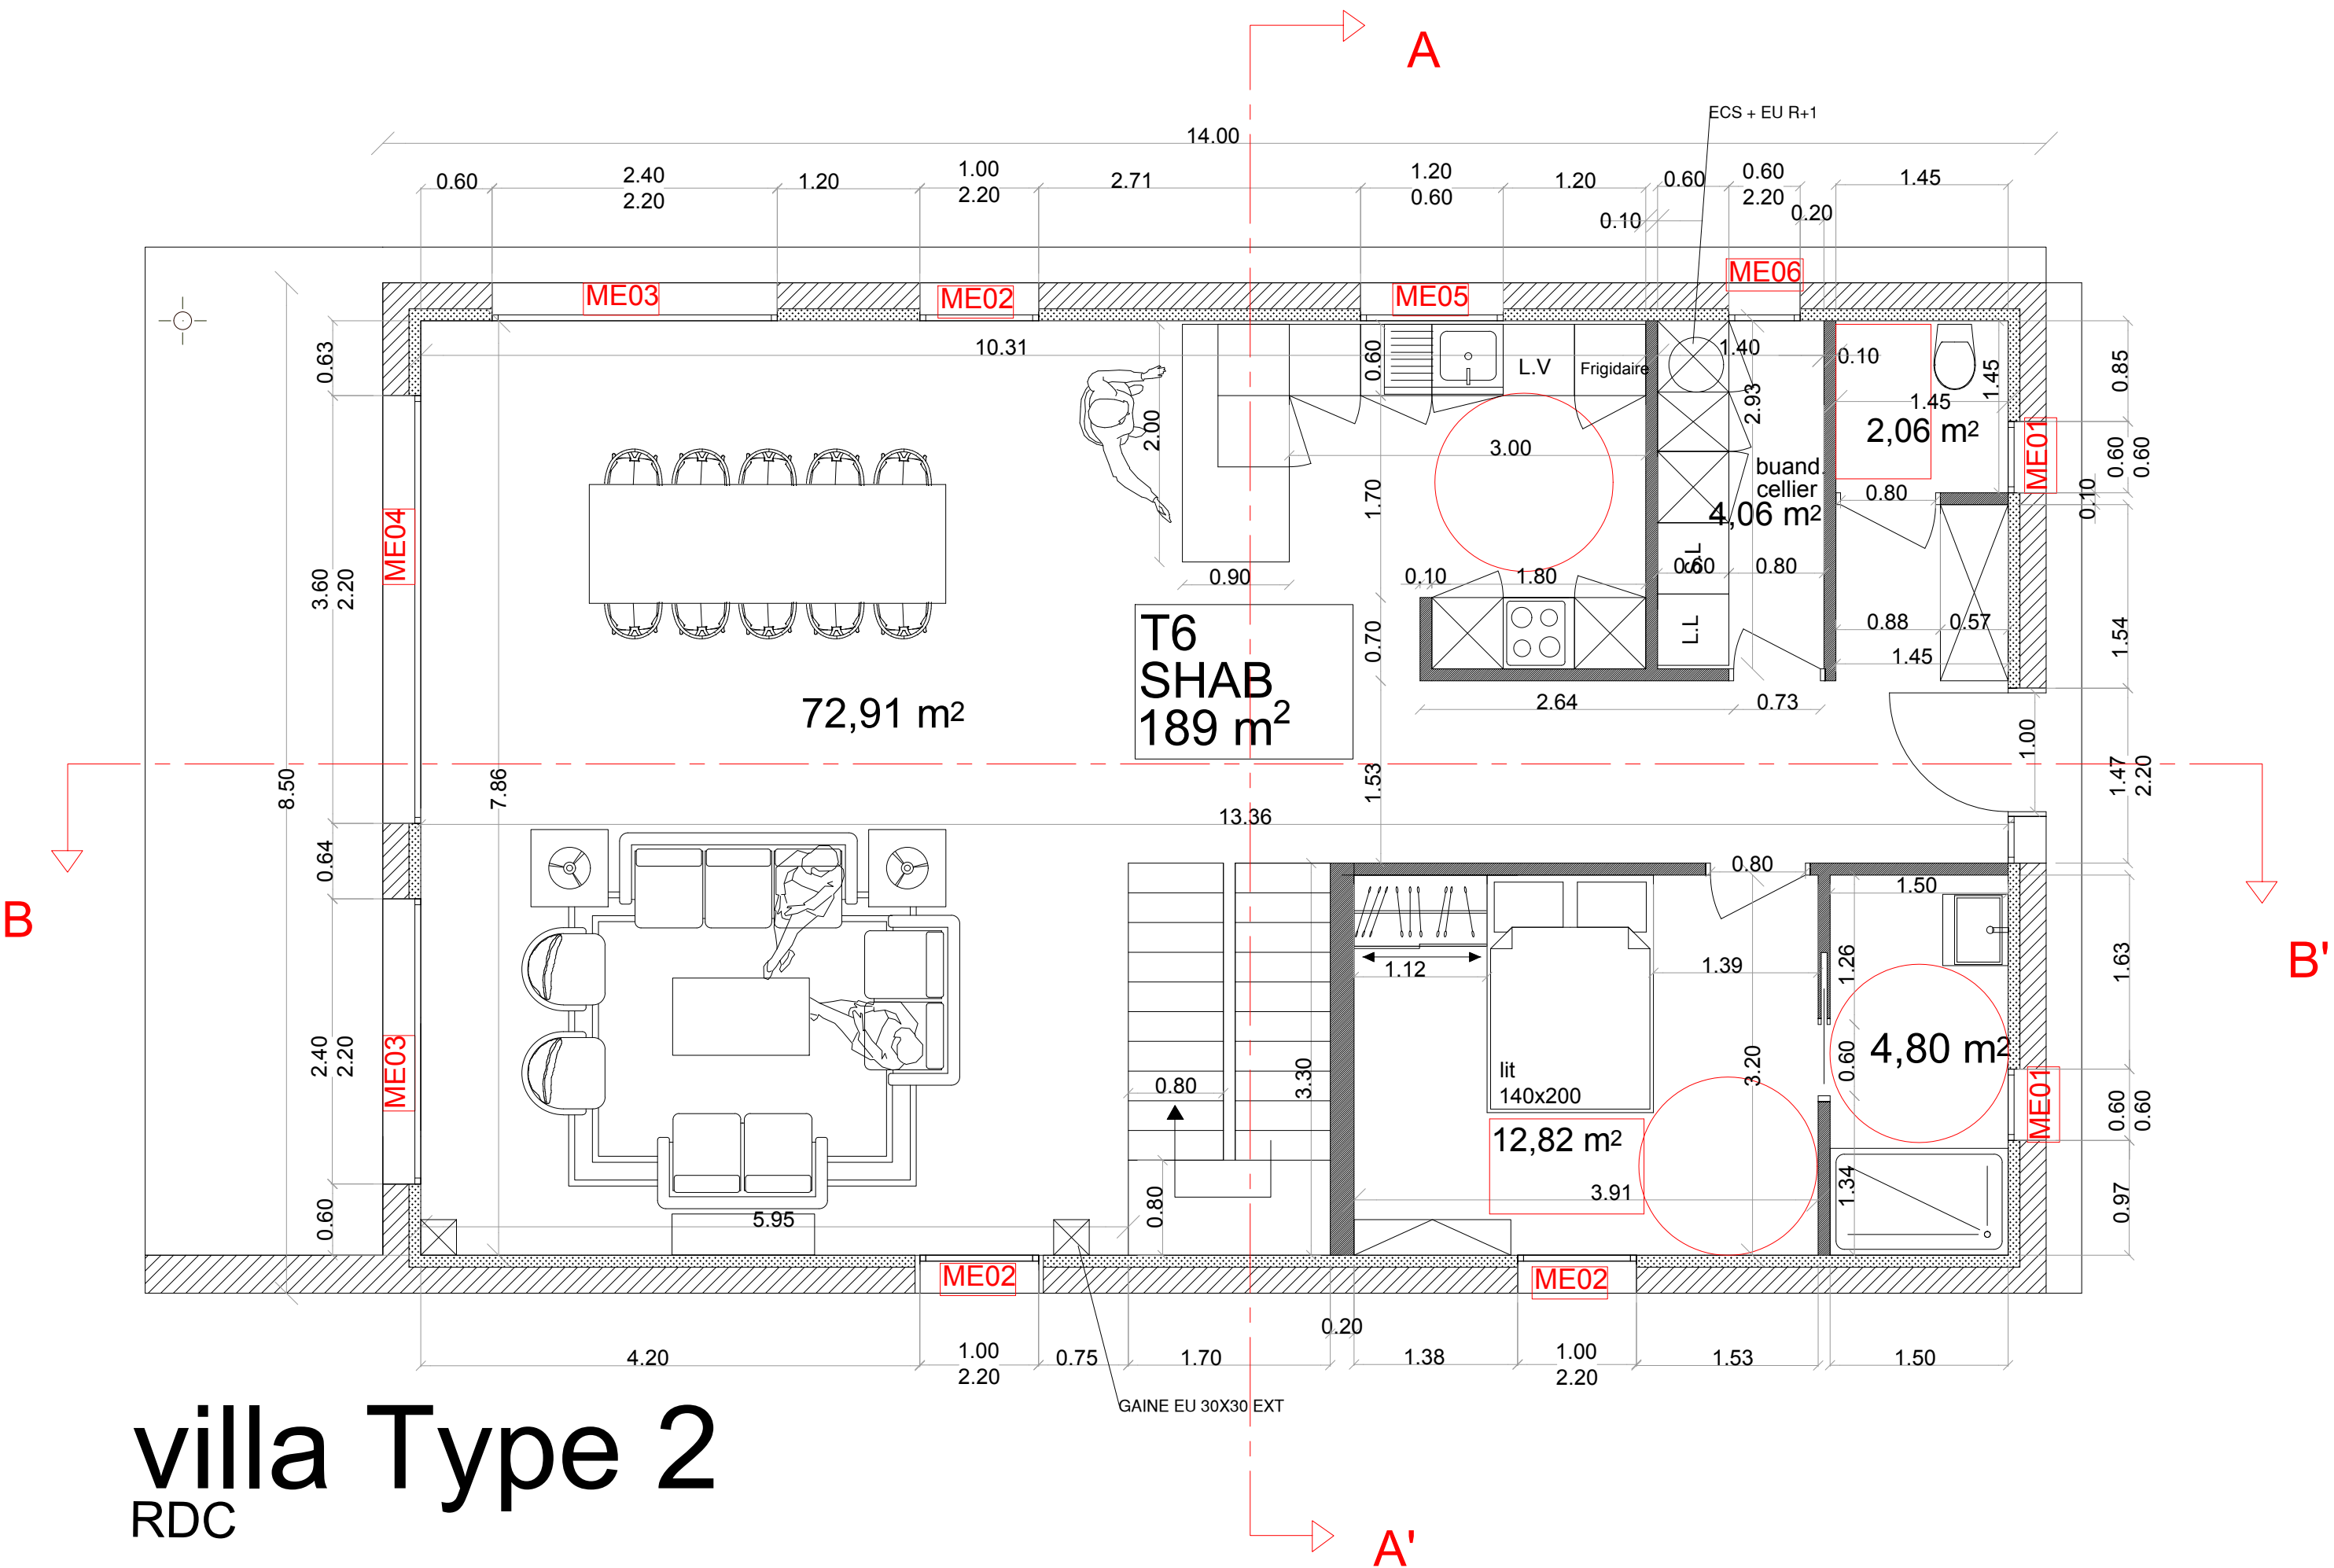 A
ECS + EU R+1
14.00
0.60
2.40
2.20
1.20
1.00
2.20
2.71
1.20
0.60
1.20
0.60
0.60
2.20
1.45
0.10
0.20
ME03
ME02
ME05
ME06
0.63
10.31
0.60
L.V
Frigidaire
1.40
0.10
1.45
0.85
2.00
2.93
1.45
2,06 m2
3.00
ME01
0.60
0.60
buand.
cellier
4,06 m2
1.70
0.80
0.10
ME04
3.60
2.20
0.90
0.10
1.80
S.L
0.60
0.80
T6
SHAB
189 m2
0.70
L.L
0.88
0.57
1.54
1.45
72,91 m2
2.64
0.73
1.00
8.50
7.86
1.53
1.47
2.20
13.36
0.64
0.80
1.50
B
B'
1.12
1.39
1.26
1.63
2.40
2.20
ME03
0.80
3.30
lit
140x200
3.20
0.60
4,80 m2
ME01
0.60
0.60
12,82 m2
0.60
5.95
0.80
3.91
1.34
0.97
ME02
ME02
0.20
4.20
1.00
2.20
0.75
1.70
1.38
1.00
2.20
1.53
1.50
GAINE EU 30X30 EXT
villa Type 2
RDC
A'